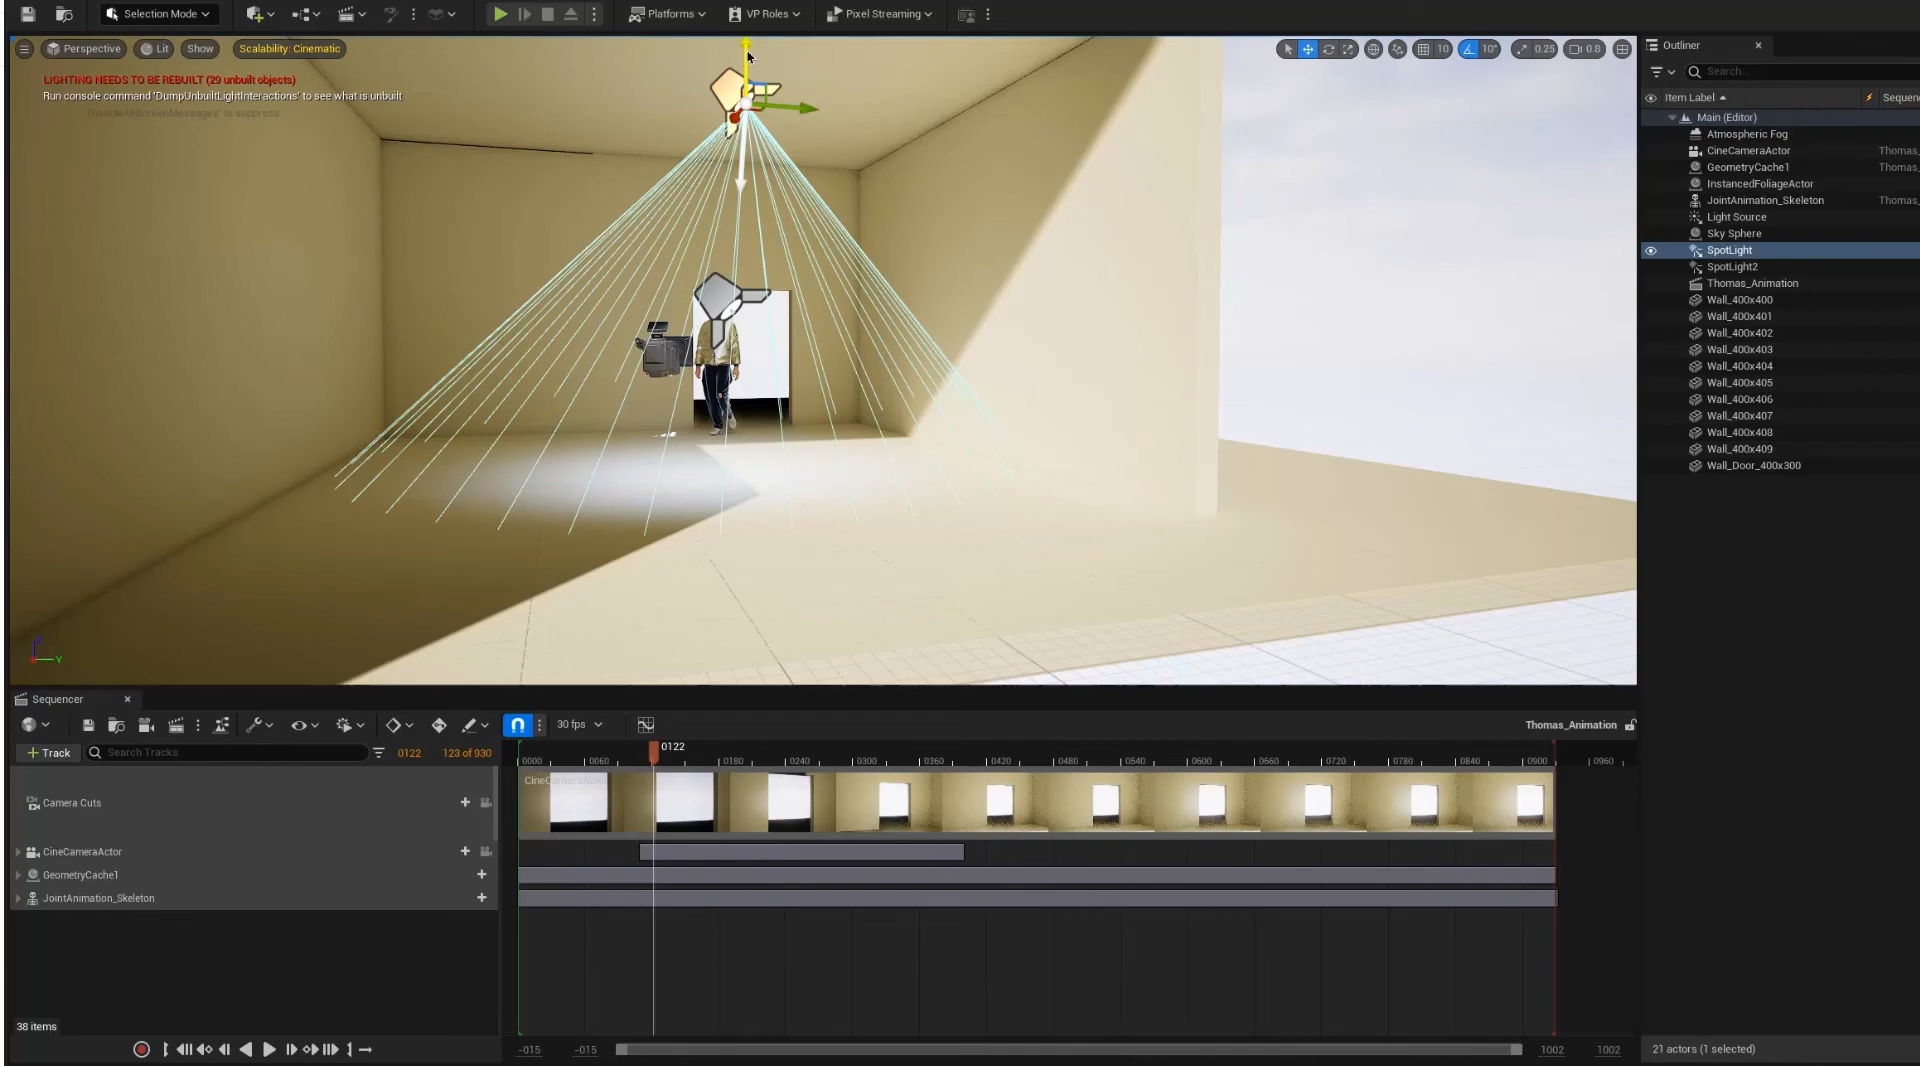 Selection Mode
Platforms
VP Roles
Pixel Streaming
Perspective
Lit
Show
Scalability: Cinematic
10
10°
0.25
0.8
LIGHTING NEEDS TO BE REBUILT (29 unbuilt objects)
Run console command 'DumpUnbuiltLightInteractions' to see what is unbuilt
'DisableAllScreenMessages' to suppress
Y
Outliner
Search...
Item Label
Sequenc
Main (Editor)
Atmospheric Fog
CineCameraActor
Thomas_
GeometryCache1
Thomas_
InstancedFoliageActor
JointAnimation_Skeleton
Thomas_
Light Source
Sky Sphere
SpotLight
SpotLight2
Thomas_Animation
Wall_400x400
Wall_400x401
Wall_400x402
Wall_400x403
Wall_400x404
Wall_400x405
Wall_400x406
Wall_400x407
Wall_400x408
Wall_400x409
Wall_Door_400x300
21 actors (1 selected)
Sequencer
30 fps
Thomas_Animation
Track
Search Tracks
0122
123 of 930
0122
0000
0060
0180
0240
0300
0360
0420
0480
0540
0600
0660
0720
0780
0840
0900
0960
Camera Cuts
CineCameraActor
GeometryCache1
JointAnimation_Skeleton
38 items
-015
-015
1002
1002